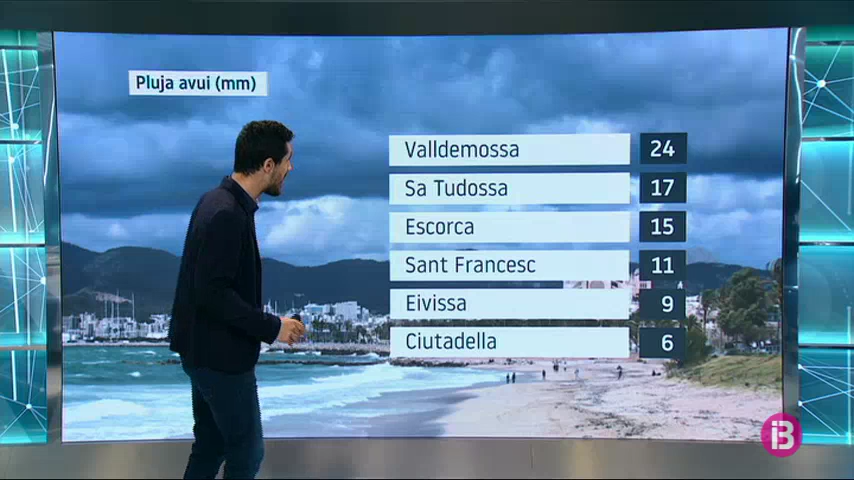 Pluja avui (mm)
Valldemossa 24
Sa Tudossa 17
Escorca 15
Sant Francesc 11
Eivissa 9
Ciutadella 6
IB